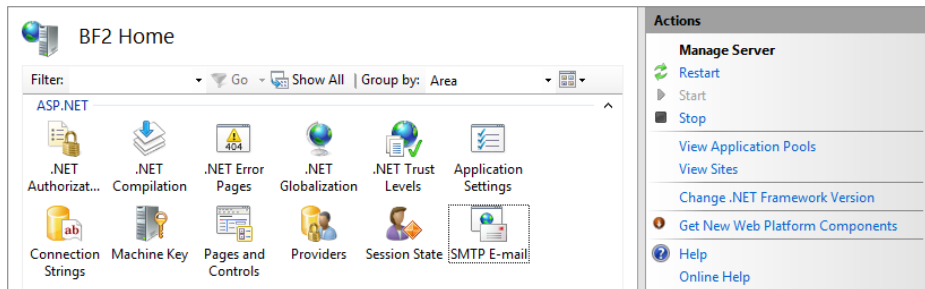 BF2 Home
Filter:
Go
Show All
Group by:
Area
ASP.NET
.NET
Authorizat...
.NET
Compilation
404
.NET Error
Pages
.NET
Globalization
.NET Trust
Levels
Application
Settings
ab
Connection
Strings
Machine Key
Pages and
Controls
Providers
Session State
SMTP E-mail
Actions
Manage Server
Restart
Start
Stop
View Application Pools
View Sites
Change .NET Framework Version
Get New Web Platform Components
Help
Online Help